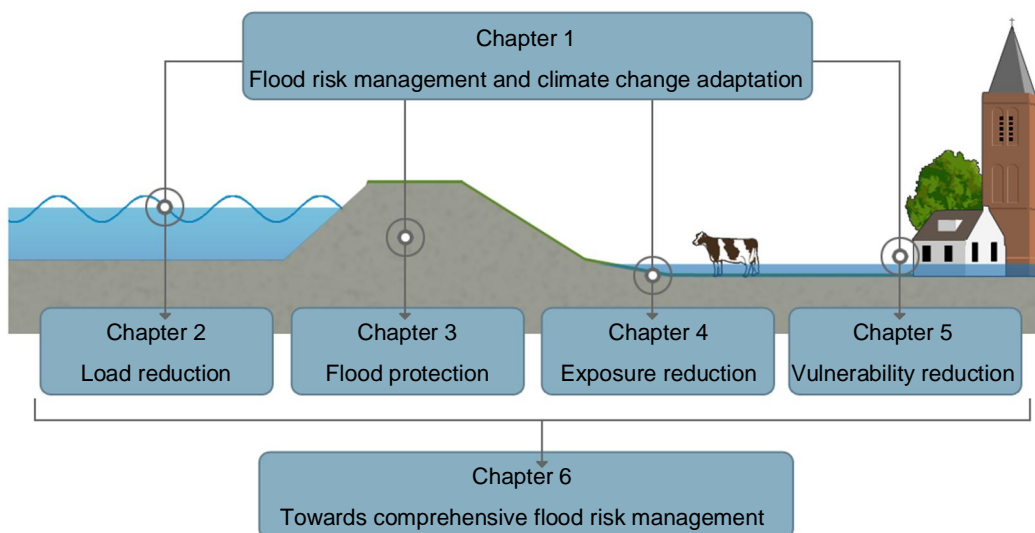 Chapter 1
Flood risk management and climate change adaptation
Chapter 2
Load reduction
Chapter 3
Flood protection
Chapter 4
Exposure reduction
Chapter 5
Vulnerability reduction
Chapter 6
Towards comprehensive flood risk management